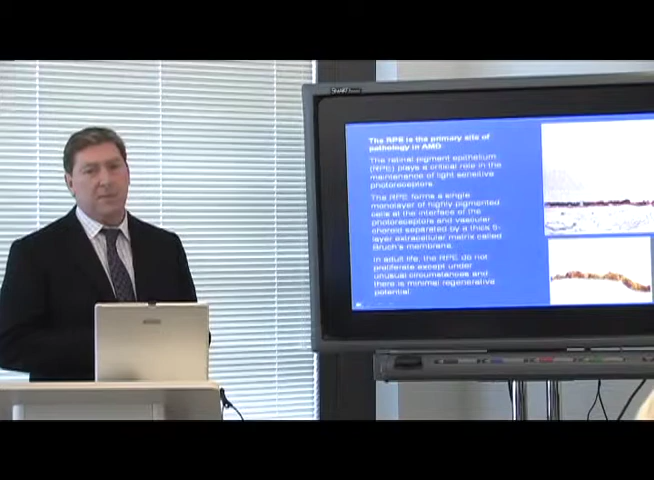 SMART
The RPE is the primary site of
pathology in AMD
The retinal pigment epithelium
(RPE) plays a critical role in the
maintenance of light sensitive
photoreceptors.
The RPE forms a single
monolayer of highly pigmented
cells at the interface of the
photoreceptors and vascular
choroid separated by a thick 5-
layer extracellular matrix called
Bruch's membrane.
In adult life, the RPE do not
proliferate except under
unusual circumstances and
there is minimal regenerative
potential.